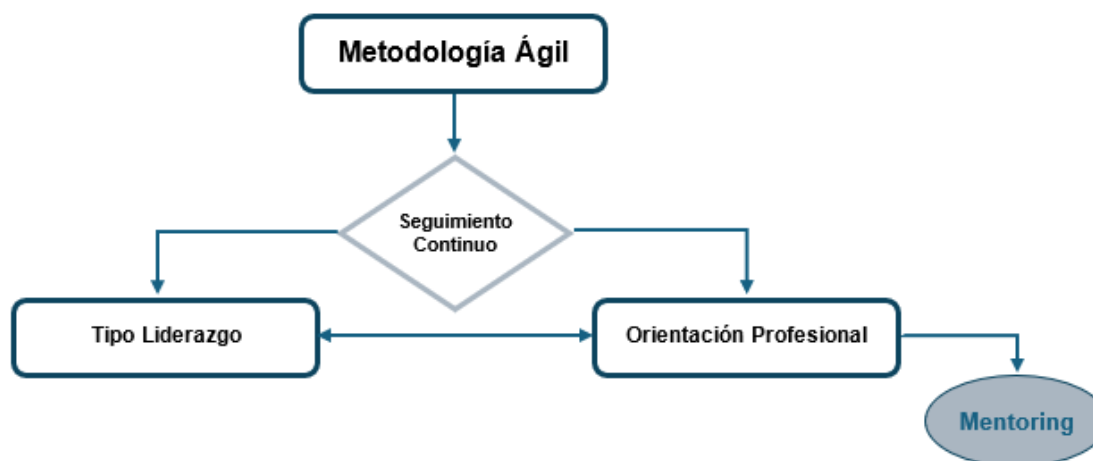 Metodología Ágil
Seguimiento
Continuo
Tipo Liderazgo
Orientación Profesional
Mentoring